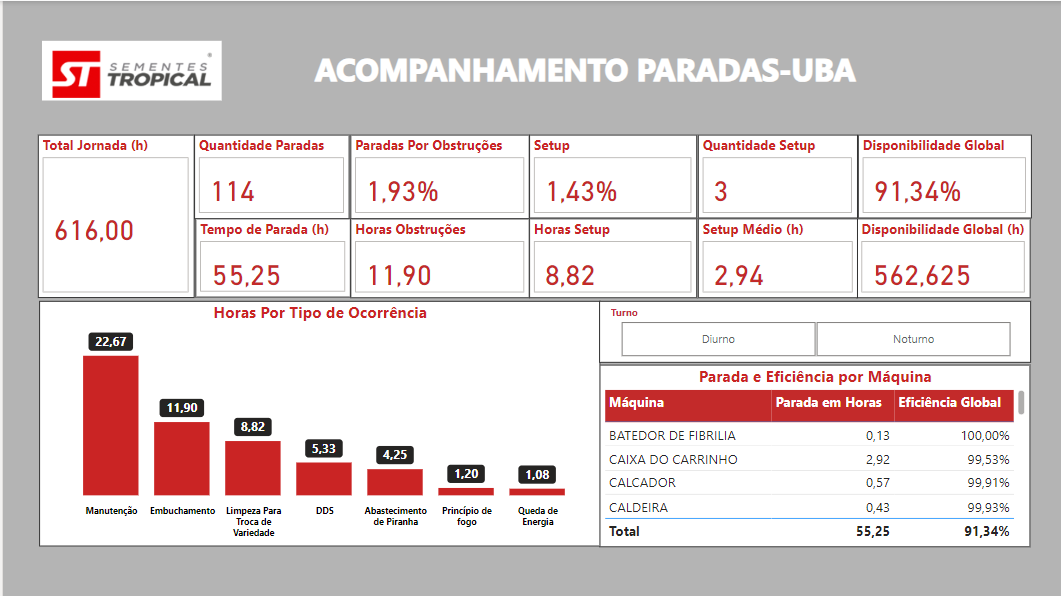 ST SEMENTES®
TROPICAL
ACOMPANHAMENTO PARADAS-UBA
Total Jornada (h)
616,00
Quantidade Paradas
114
Paradas Por Obstruções
1,93%
Setup
1,43%
Quantidade Setup
3
Disponibilidade Global
91,34%
Tempo de Parada (h)
55,25
Horas Obstruções
11,90
Horas Setup
8,82
Setup Médio (h)
2,94
Disponibilidade Global (h)
562,625
Horas Por Tipo de Ocorrência
22,67
11,90
8,82
5,33
4,25
1,20
1,08
Manutenção
Embuchamento
Limpeza Para
Troca de
Variedade
DDS
Abastecimento
de Piranha
Princípio de
fogo
Queda de
Energia
Turno
Diurno
Noturno
Parada e Eficiência por Máquina
Máquina Parada em Horas Eficiência Global
BATEDOR DE FIBRILIA 0,13 100,00%
CAIXA DO CARRINHO 2,92 99,53%
CALCADOR 0,57 99,91%
CALDEIRA 0,43 99,93%
Total 55,25 91,34%